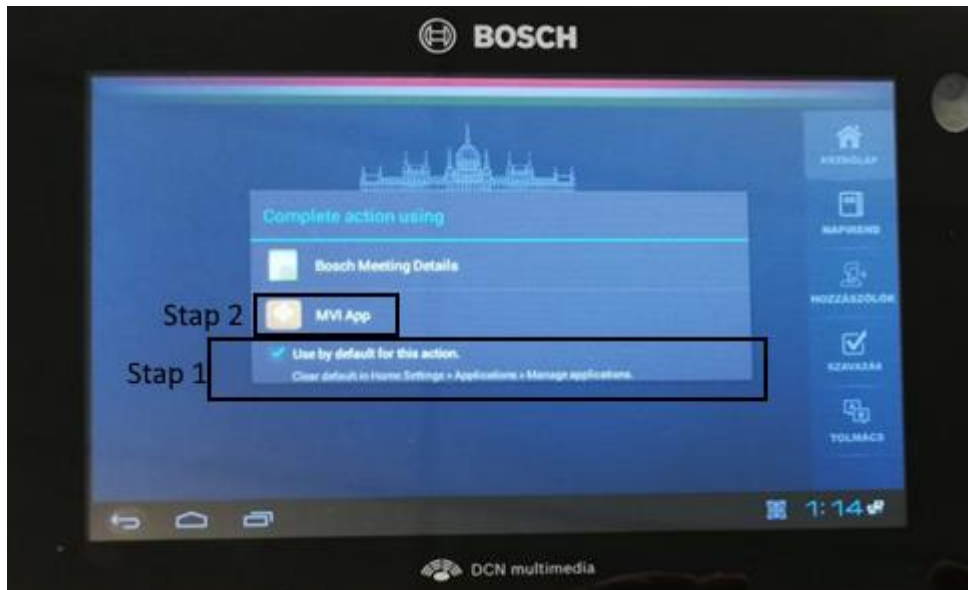 BOSCH
KEZDŐLAP
Complete action using
NAPIREND
Bosch Meeting Details
HOZZÁSZÓLÓK
Stap 2
MVI App
Use by default for this action.
SZAVAZÁS
Stap 1
Clear default in Home Settings > Applications > Manage applications.
TOLMÁCS
1:14
DCN multimedia